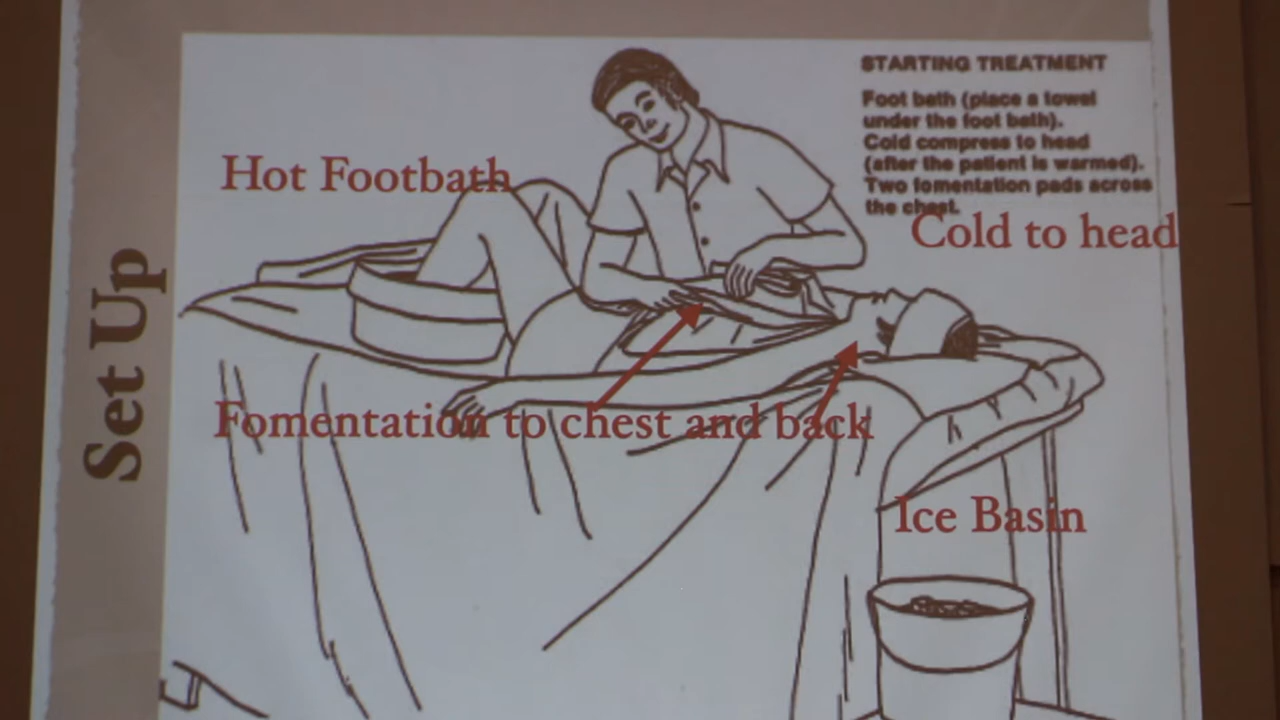 Set Up
STARTING TREATMENT
Foot bath (place a towel
under the foot bath).
Cold compress to head
(after the patient is warmed).
Two fomentation pads across
the chest.
Hot Footbath
Cold to head
Fomentation to chest and back
Ice Basin